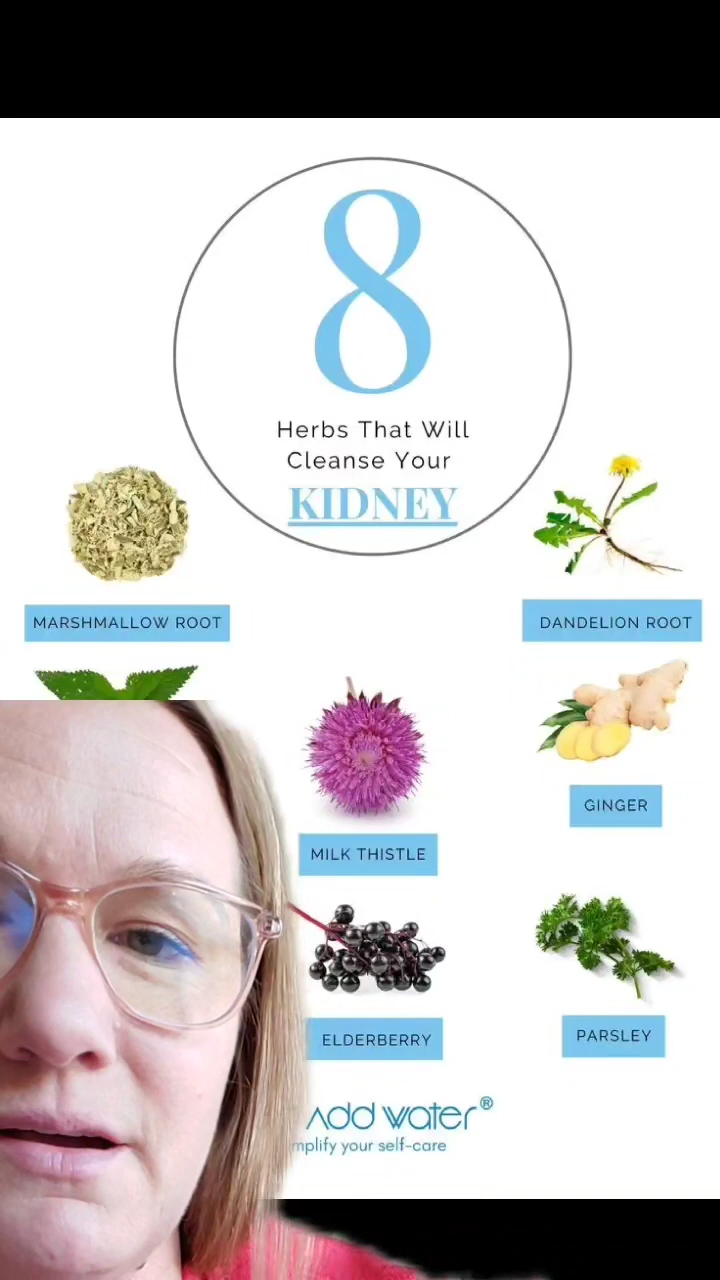 8
Herbs That Will
Cleanse Your
KIDNEY
MARSHMALLOW ROOT
DANDELION ROOT
GINGER
MILK THISTLE
ELDERBERRY
PARSLEY
Add water®
your self-care